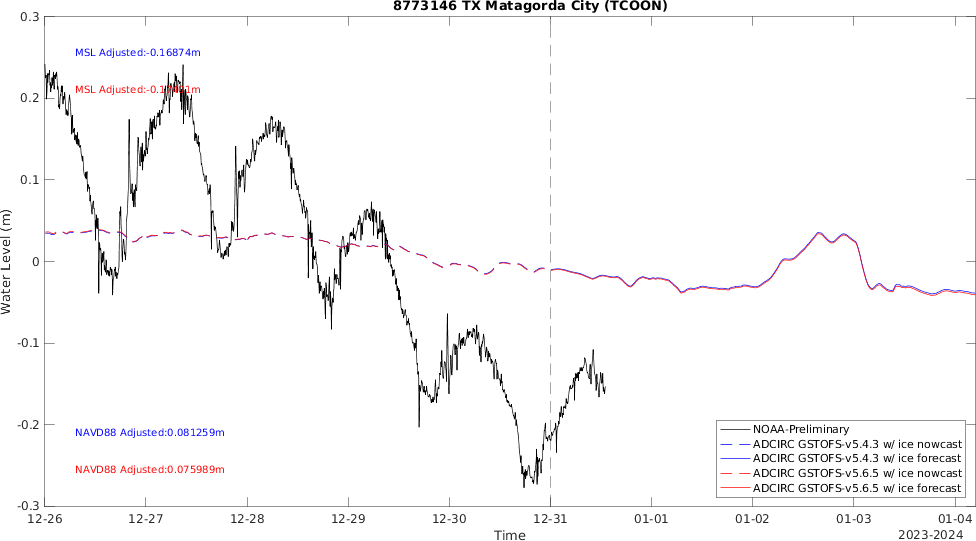 8773146 TX Matagorda City (TCOON)
0.3
0.2
0.1
0
-0.1
-0.2
-0.3
Water Level (m)
MSL Adjusted:-0.16874m
MSL Adjusted:
NAVD88 Adjusted:0.081259m
NAVD88 Adjusted:0.075989m
NOAA-Preliminary
ADCIRC GSTOFS-v5.4.3 w/ ice nowcast
ADCIRC GSTOFS-v5.4.3 w/ ice forecast
ADCIRC GSTOFS-v5.6.5 w/ ice nowcast
ADCIRC GSTOFS-v5.6.5 w/ ice forecast
12-26 12-27 12-28 12-29 12-30 12-31 01-01 01-02 01-03 01-04
Time
2023-2024